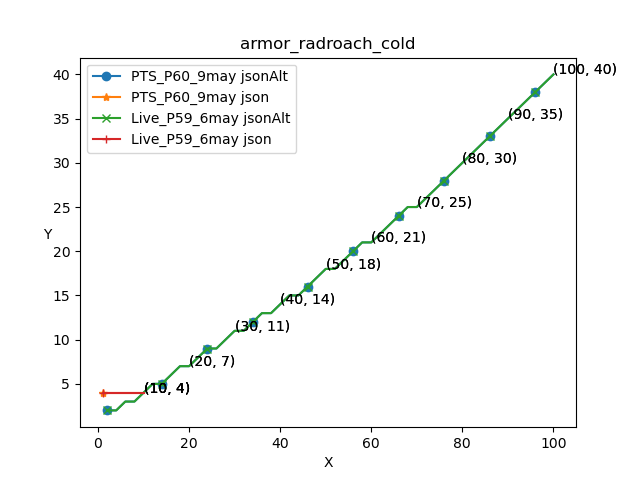 armor_radroach_cold
PTS_P60_9may jsonAlt
PTS_P60_9may json
Live_P59_6may jsonAlt
Live_P59_6may json
40
35
30
25
20
15
10
5
Y
(100, 40)
(90, 35)
(80, 30)
(70, 25)
(60, 21)
(50, 18)
(40, 14)
(30, 11)
(20, 7)
(10, 4)
0 20 40 60 80 100
X